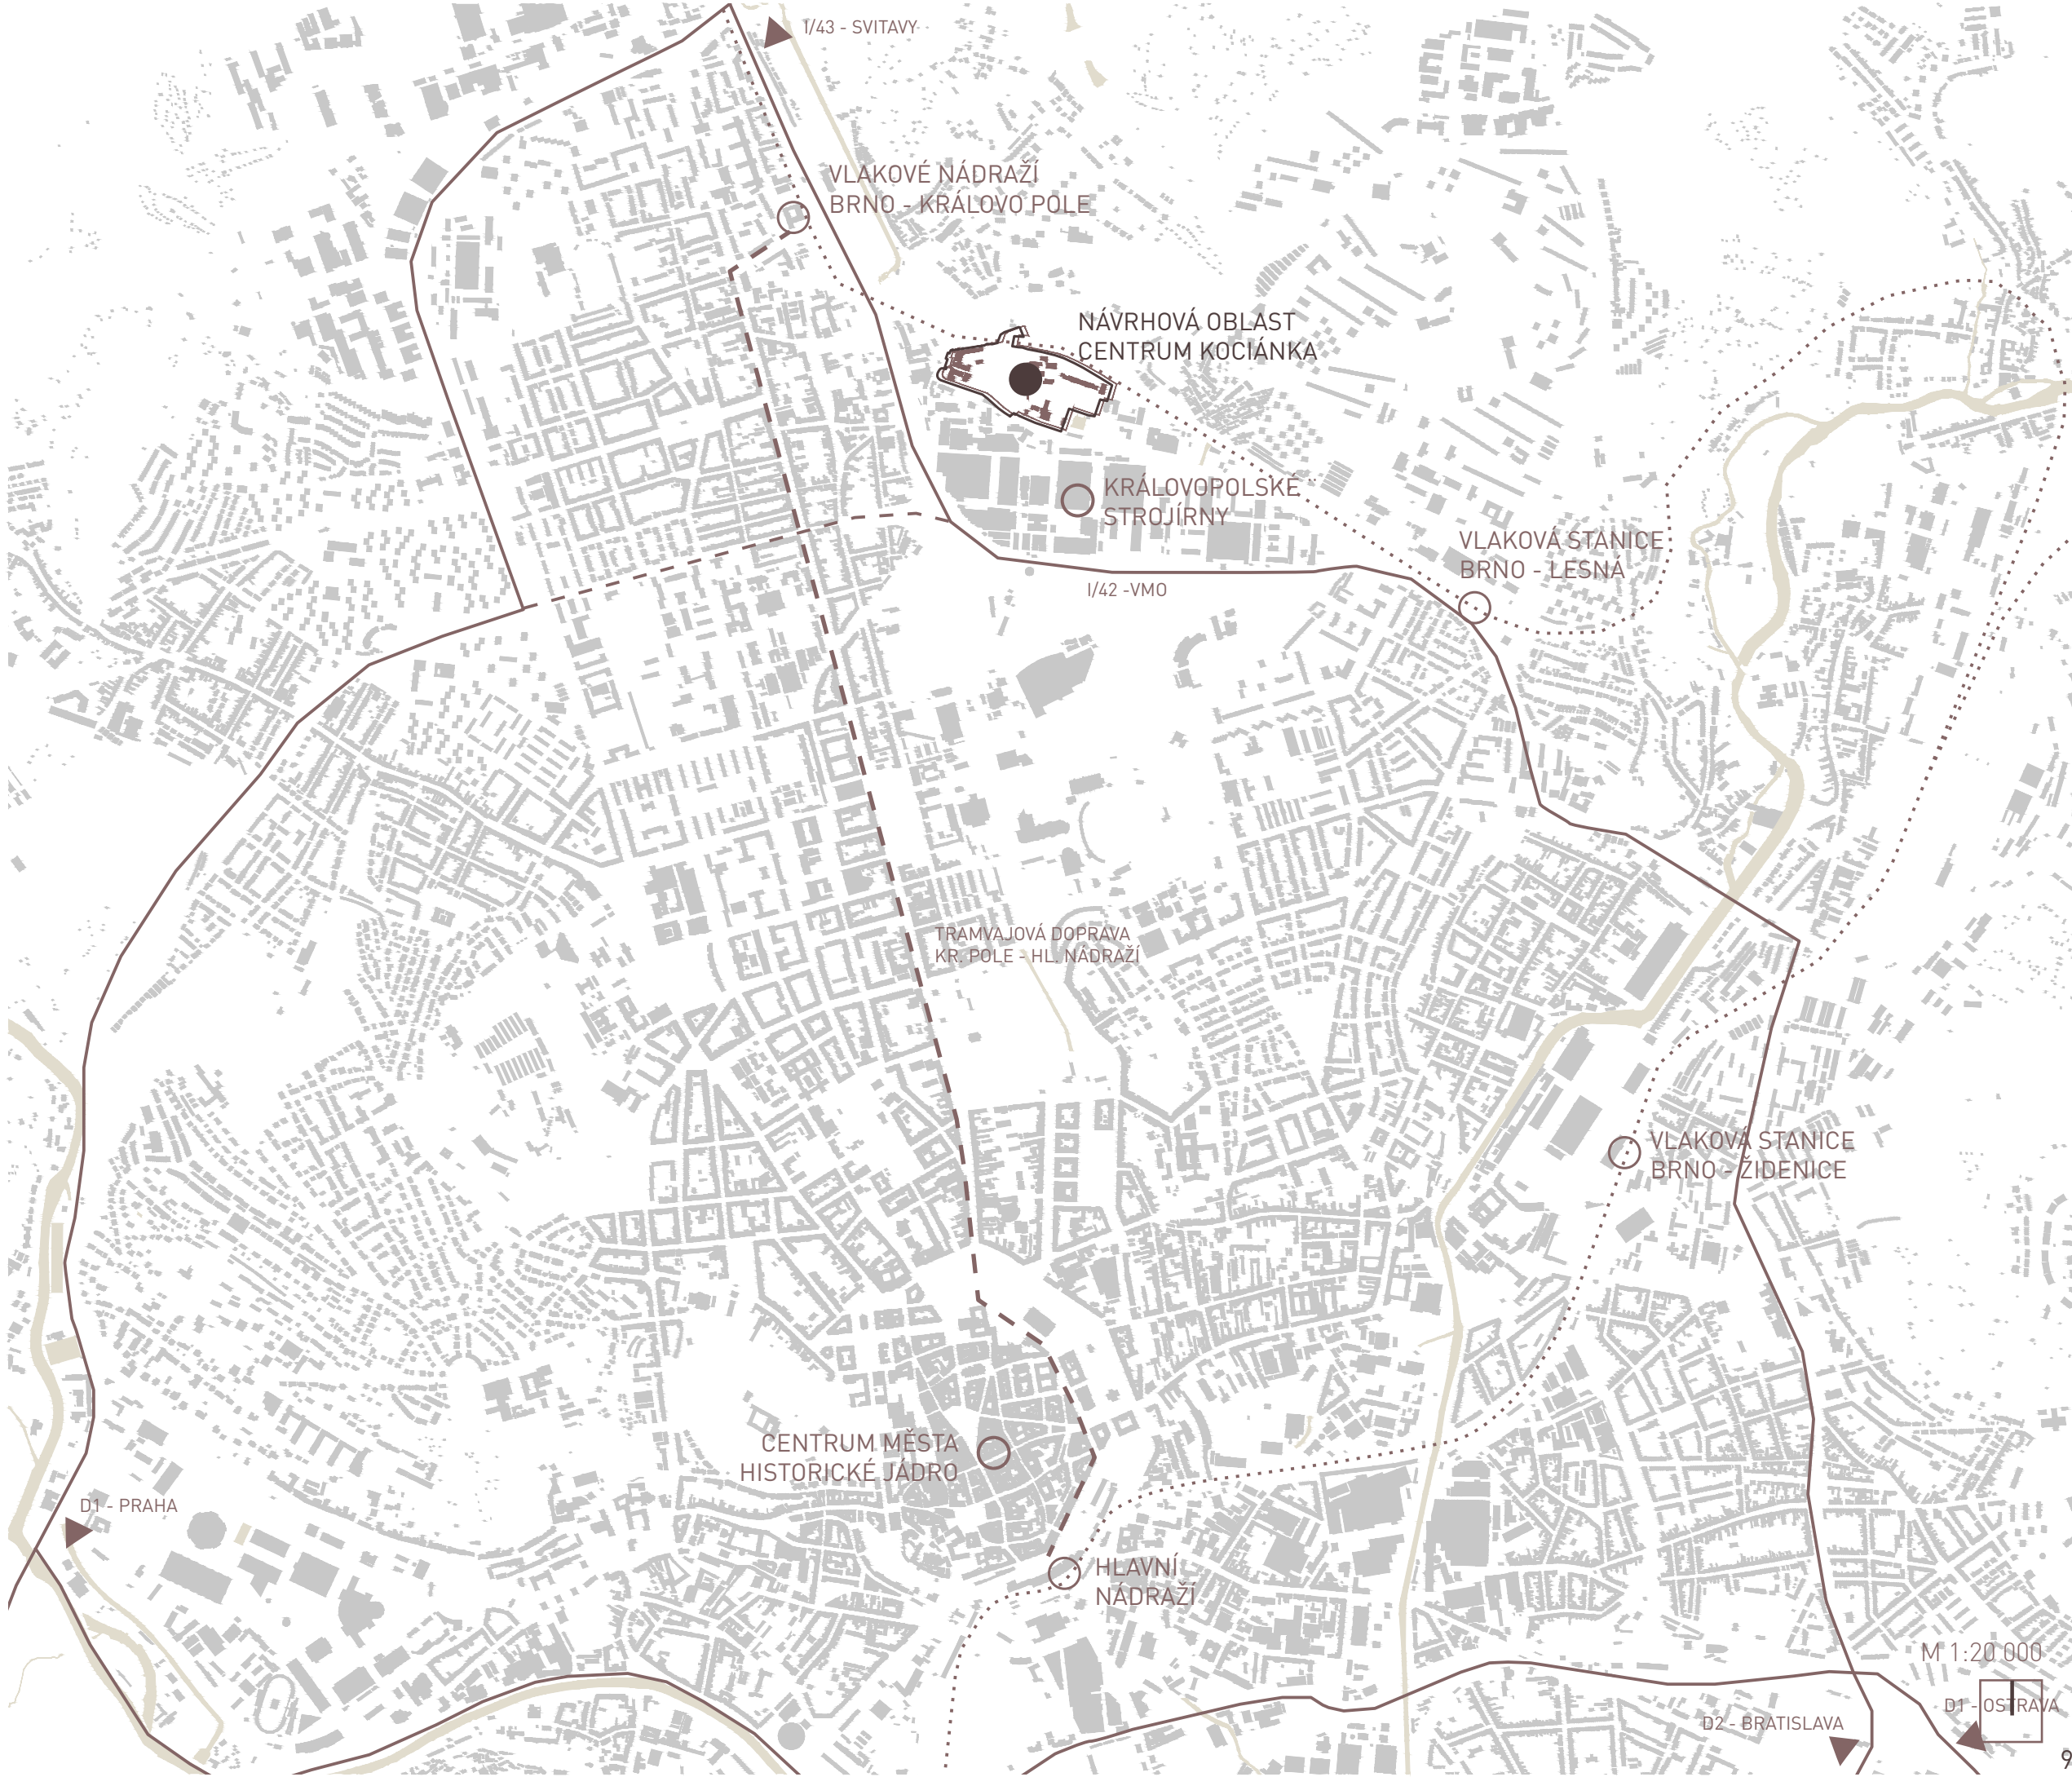 I/43 - SVITAVY
VLAKOVÉ NÁDRAŽÍ
BRNO - KRÁLOVO POLE
NÁVRHOVÁ OBLAST
CENTRUM KOCIÁNKA
KRÁLOVOPOLSKÉ
STROJÍRNY
VLAKOVÁ STANICE
BRNO - LESNÁ
I/42 -VMO
TRAMVAJOVÁ DOPRAVA
KR. POLE - HL. NÁDRAŽÍ
VLAKOVÁ STANICE
BRNO - ŽIDENICE
CENTRUM MĚSTA
HISTORICKÉ JÁDRO
D1 - PRAHA
HLAVNÍ
NÁDRAŽÍ
M 1:20 000
D1 - OSTRAVA
D2 - BRATISLAVA
9